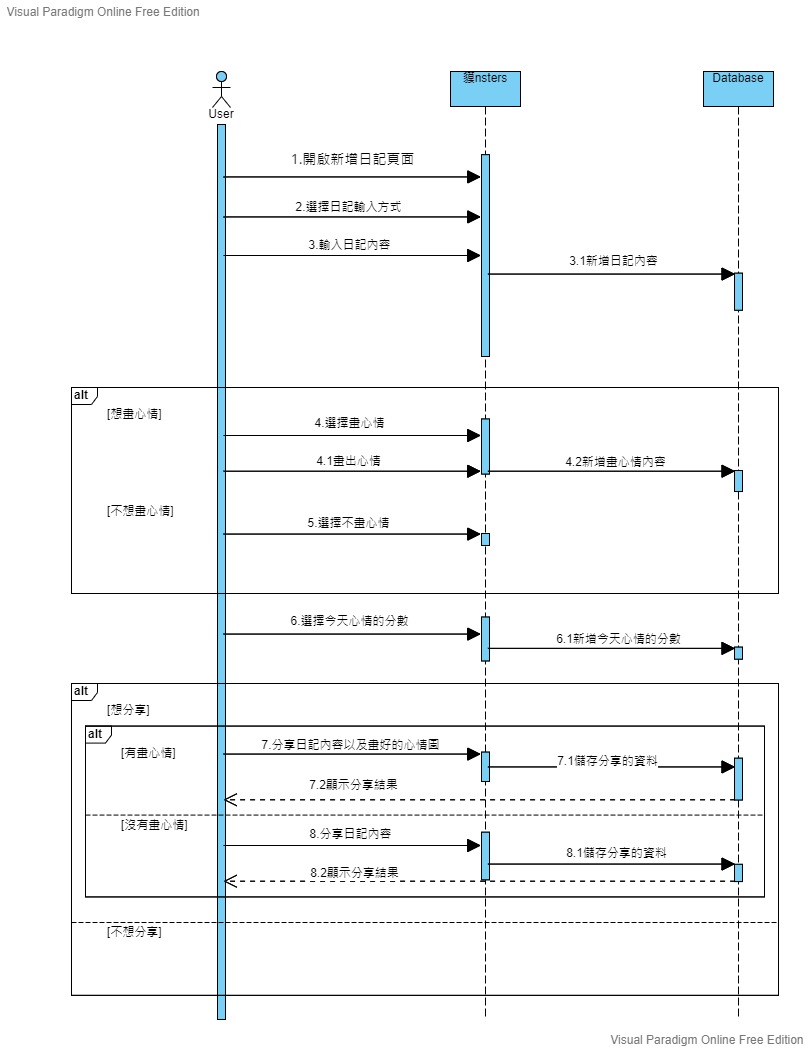 Visual Paradigm Online Free Edition
User
貓nsters
Database
1.開啟新增日記頁面
2.選擇日記輸入方式
3.輸入日記內容
3.1新增日記內容
alt
[想畫心情]
4.選擇畫心情
4.1畫出心情
4.2新增畫心情內容
[不想畫心情]
5.選擇不畫心情
6.選擇今天心情的分數
6.1新增今天心情的分數
alt
[想分享]
alt
[有畫心情]
7.分享日記內容以及畫好的心情圖
7.1儲存分享的資料
7.2顯示分享結果
[沒有畫心情]
8.分享日記內容
8.1儲存分享的資料
8.2顯示分享結果
[不想分享]
Visual Paradigm Online Free Edition